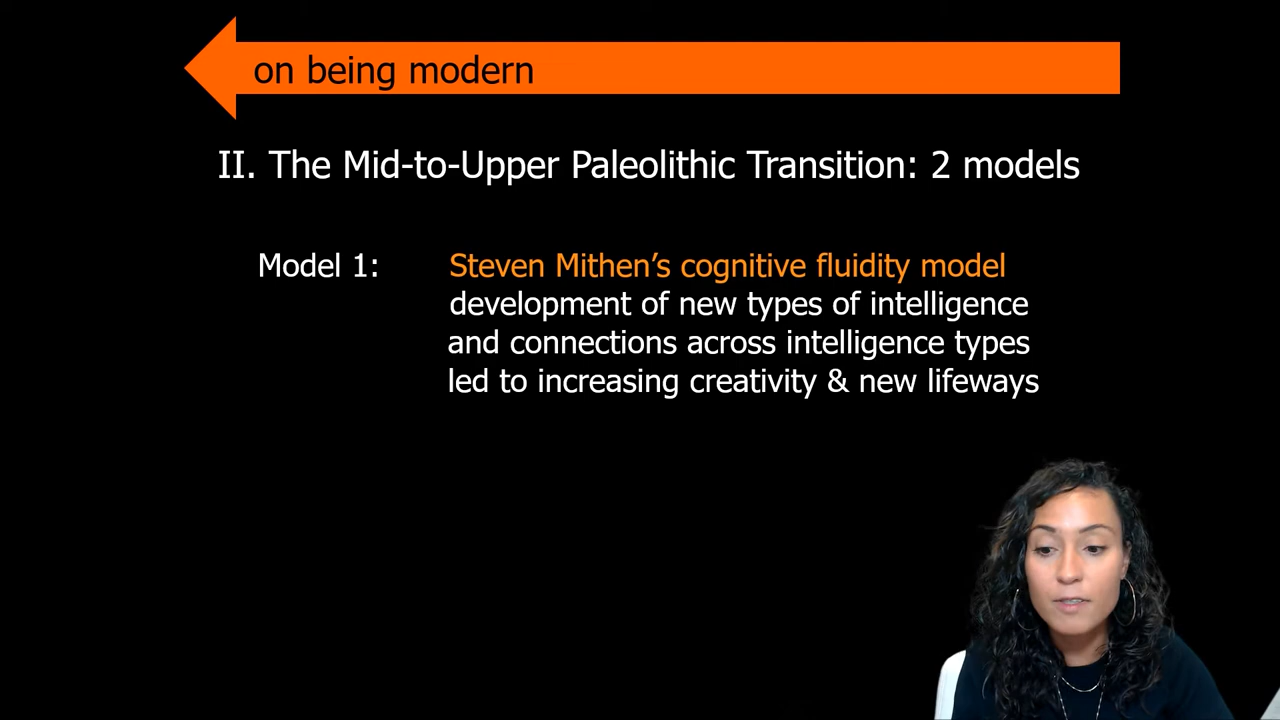 on being modern
II. The Mid-to-Upper Paleolithic Transition: 2 models
Model 1: Steven Mithen’s cognitive fluidity model
development of new types of intelligence
and connections across intelligence types
led to increasing creativity & new lifeways